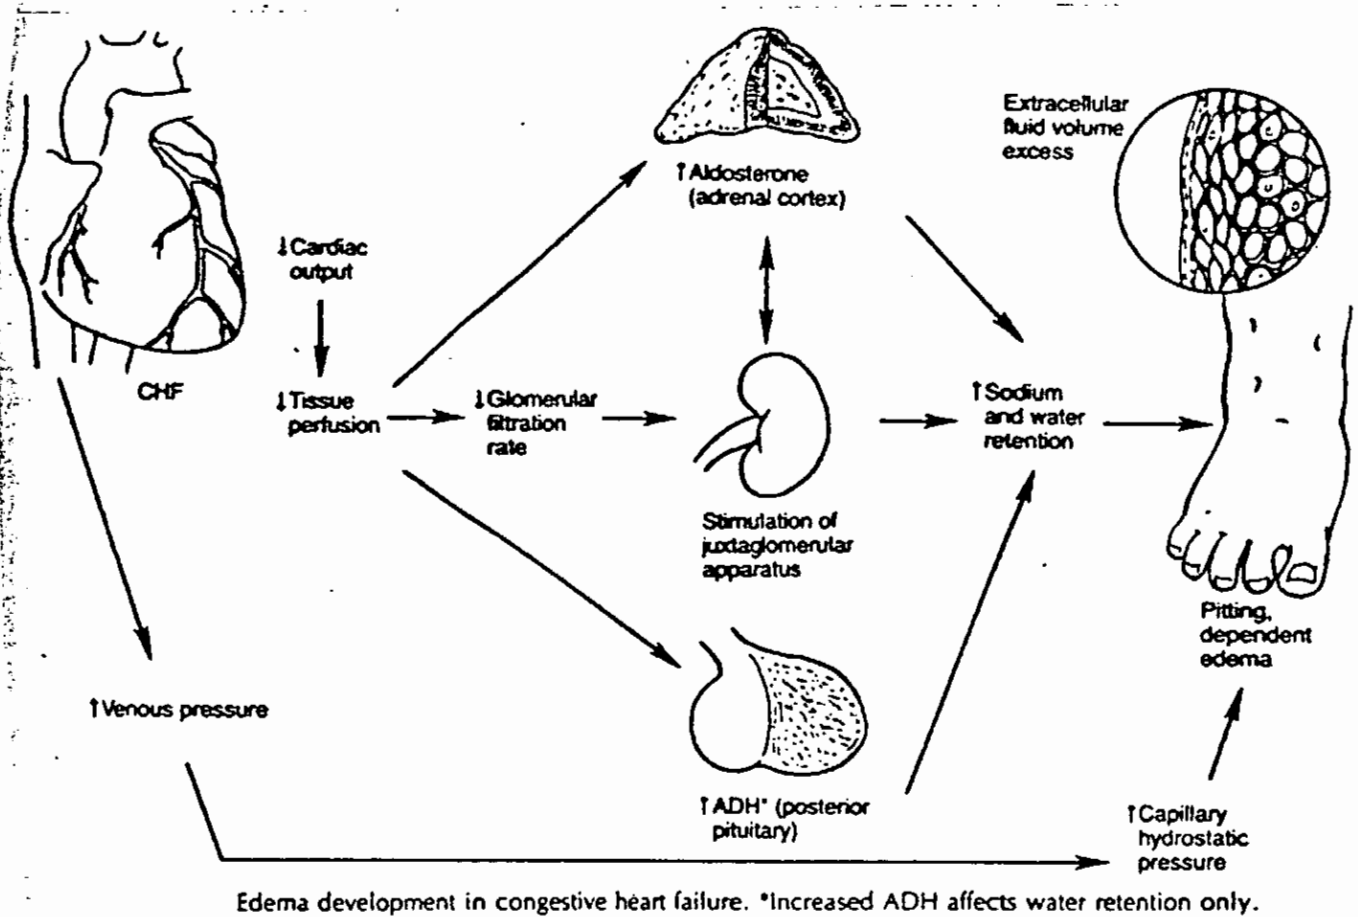 Extracellular
fluid volume
excess
↑Aldosterone
(adrenal cortex)
↓Cardiac
output
CHF
↓Tissue
perfusion
↓Glomerular
filtration
rate
↑Sodium
and water
retention
Stimulation of
juxtaglomerular
apparatus
Pitting,
dependent
edema
↑Venous pressure
↑ADH* (posterior
pituitary)
↑Capillary
hydrostatic
pressure
Edema development in congestive heart failure. *Increased ADH affects water retention only.